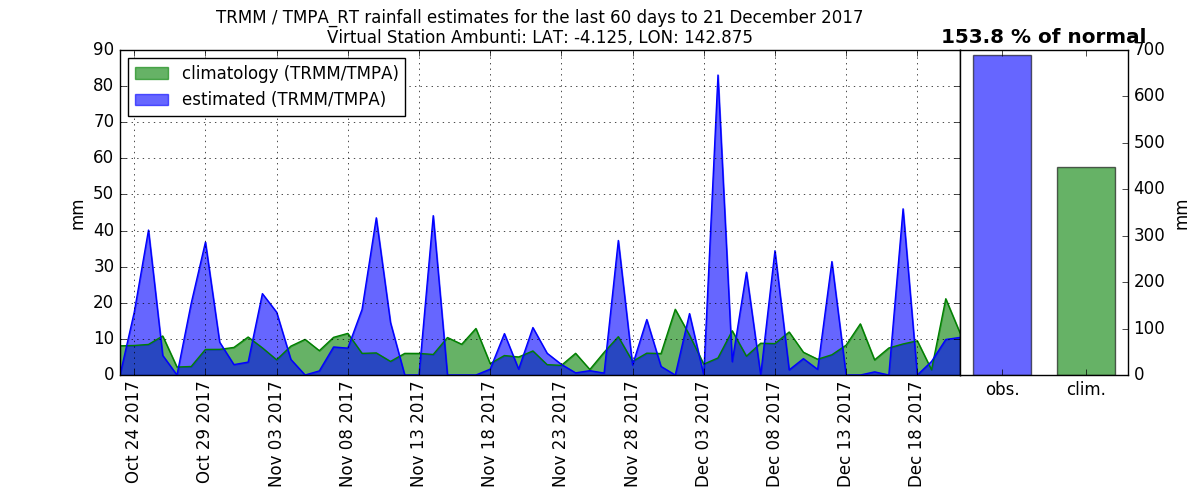 TRMM / TMPA_RT rainfall estimates for the last 60 days to 21 December 2017
Virtual Station Ambunti: LAT: -4.125, LON: 142.875
153.8 % of normal
climatology (TRMM/TMPA)
estimated (TRMM/TMPA)
mm
90
80
70
60
50
40
30
20
10
0
Oct 24 2017
Oct 29 2017
Nov 03 2017
Nov 08 2017
Nov 13 2017
Nov 18 2017
Nov 23 2017
Nov 28 2017
Dec 03 2017
Dec 08 2017
Dec 13 2017
Dec 18 2017
obs.
clim.
700
600
500
400
300
200
100
0
mm